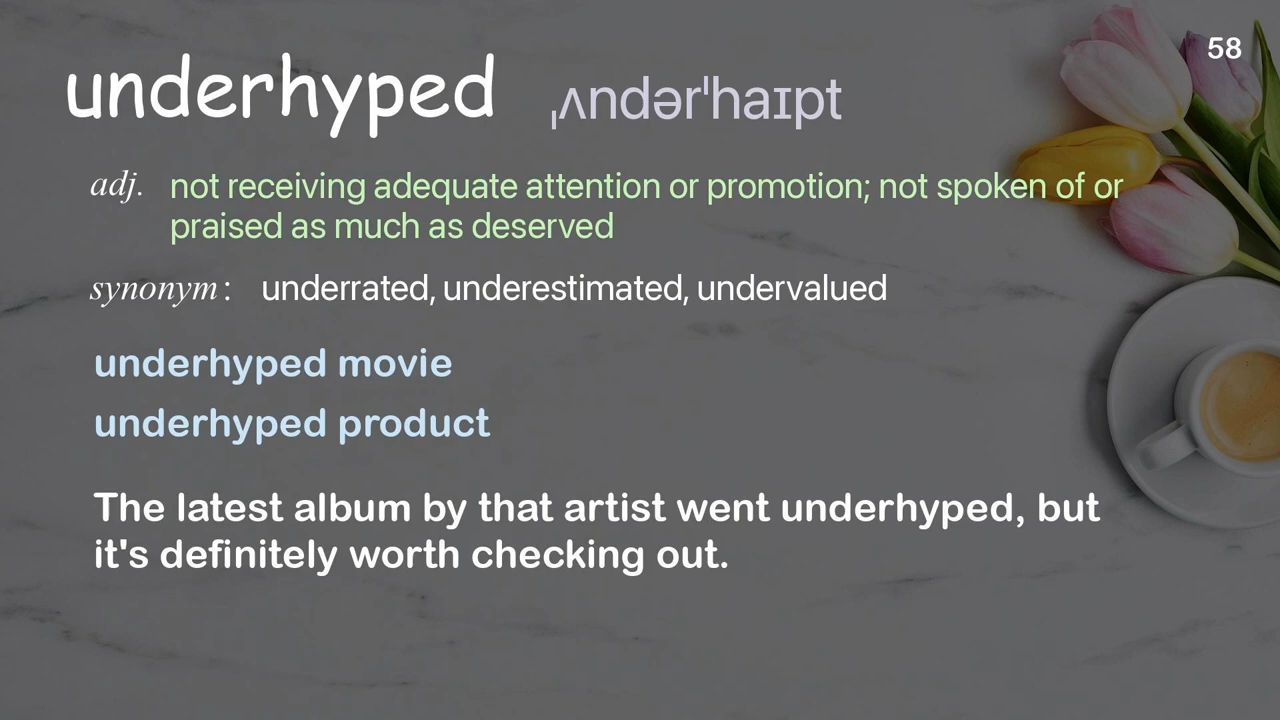 58
underhyped ˌʌndərˈhaɪpt
adj. not receiving adequate attention or promotion; not spoken of or
praised as much as deserved
synonym : underrated, underestimated, undervalued
underhyped movie
underhyped product
The latest album by that artist went underhyped, but
it's definitely worth checking out.